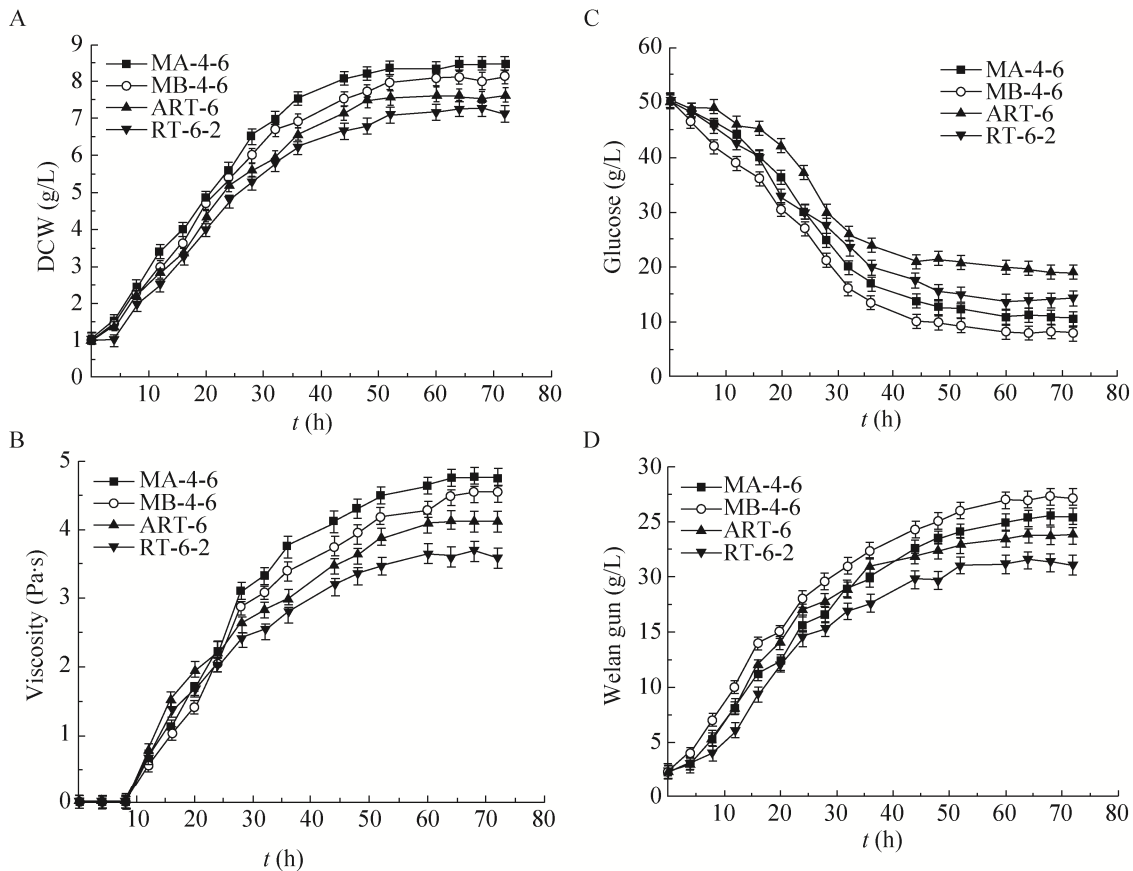 A
DCW (g/L)
9
8
7
6
5
4
3
2
1
0
MA-4-6
MB-4-6
ART-6
RT-6-2
10 20 30 40 50 60 70 80
t (h)
C
Glucose (g/L)
60
50
40
30
20
10
0
MA-4-6
MB-4-6
ART-6
RT-6-2
10 20 30 40 50 60 70 80
t (h)
B
Viscosity (Pa·s)
5
4
3
2
1
0
MA-4-6
MB-4-6
ART-6
RT-6-2
10 20 30 40 50 60 70 80
t (h)
D
Welan gun (g/L)
30
25
30
15
10
5
0
MA-4-6
MB-4-6
ART-6
RT-6-2
10 20 30 40 50 60 70 80
t (h)